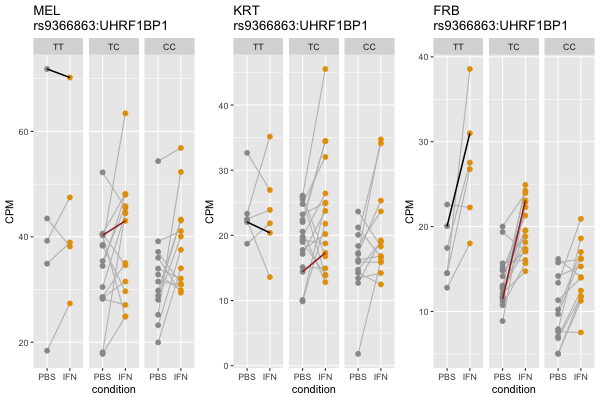 MEL
rs9366863:UHRF1BP1
TT TC CC
60
40
20
CPM
PBS IFN PBS IFN PBS IFN
condition
KRT
rs9366863:UHRF1BP1
TT TC CC
40
30
20
10
0
CPM
PBS IFN PBS IFN PBS IFN
condition
FRB
rs9366863:UHRF1BP1
TT TC CC
40
30
20
10
CPM
PBS IFN PBS IFN PBS IFN
condition